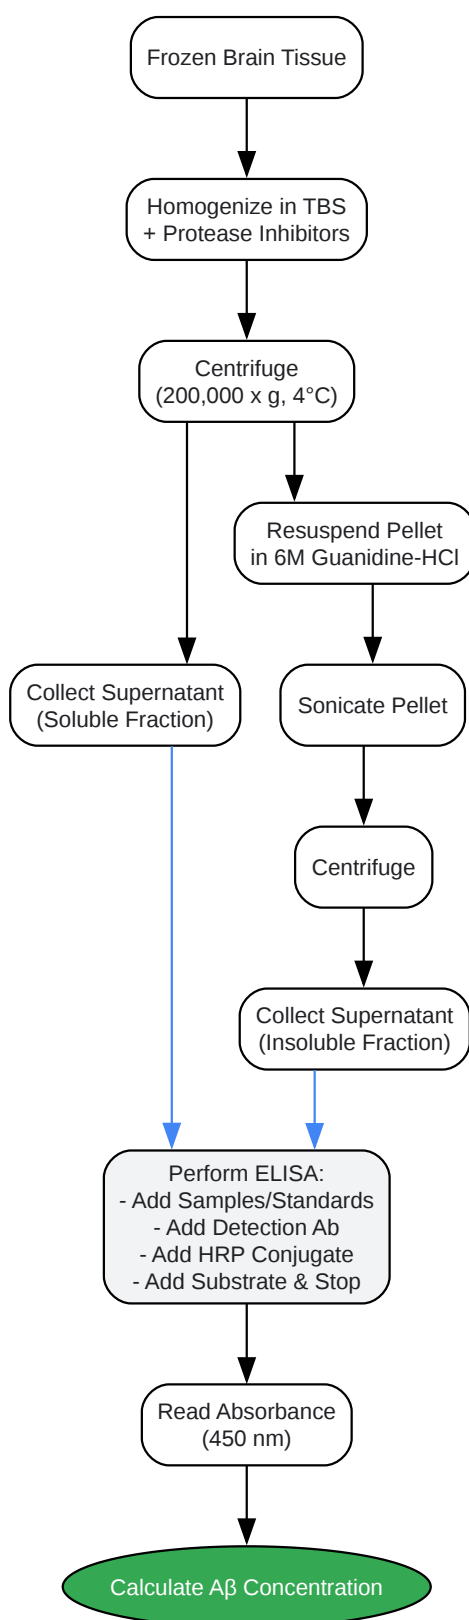 Frozen Brain Tissue
Homogenize in TBS
+ Protease Inhibitors
Centrifuge
(200,000 x g, 4°C)
Resuspend Pellet
in 6M Guanidine-HCl
Collect Supernatant
(Soluble Fraction)
Sonicate Pellet
Centrifuge
Collect Supernatant
(Insoluble Fraction)
Perform ELISA:
- Add Samples/Standards
- Add Detection Ab
- Add HRP Conjugate
- Add Substrate & Stop
Read Absorbance
(450 nm)
Calculate Aβ Concentration